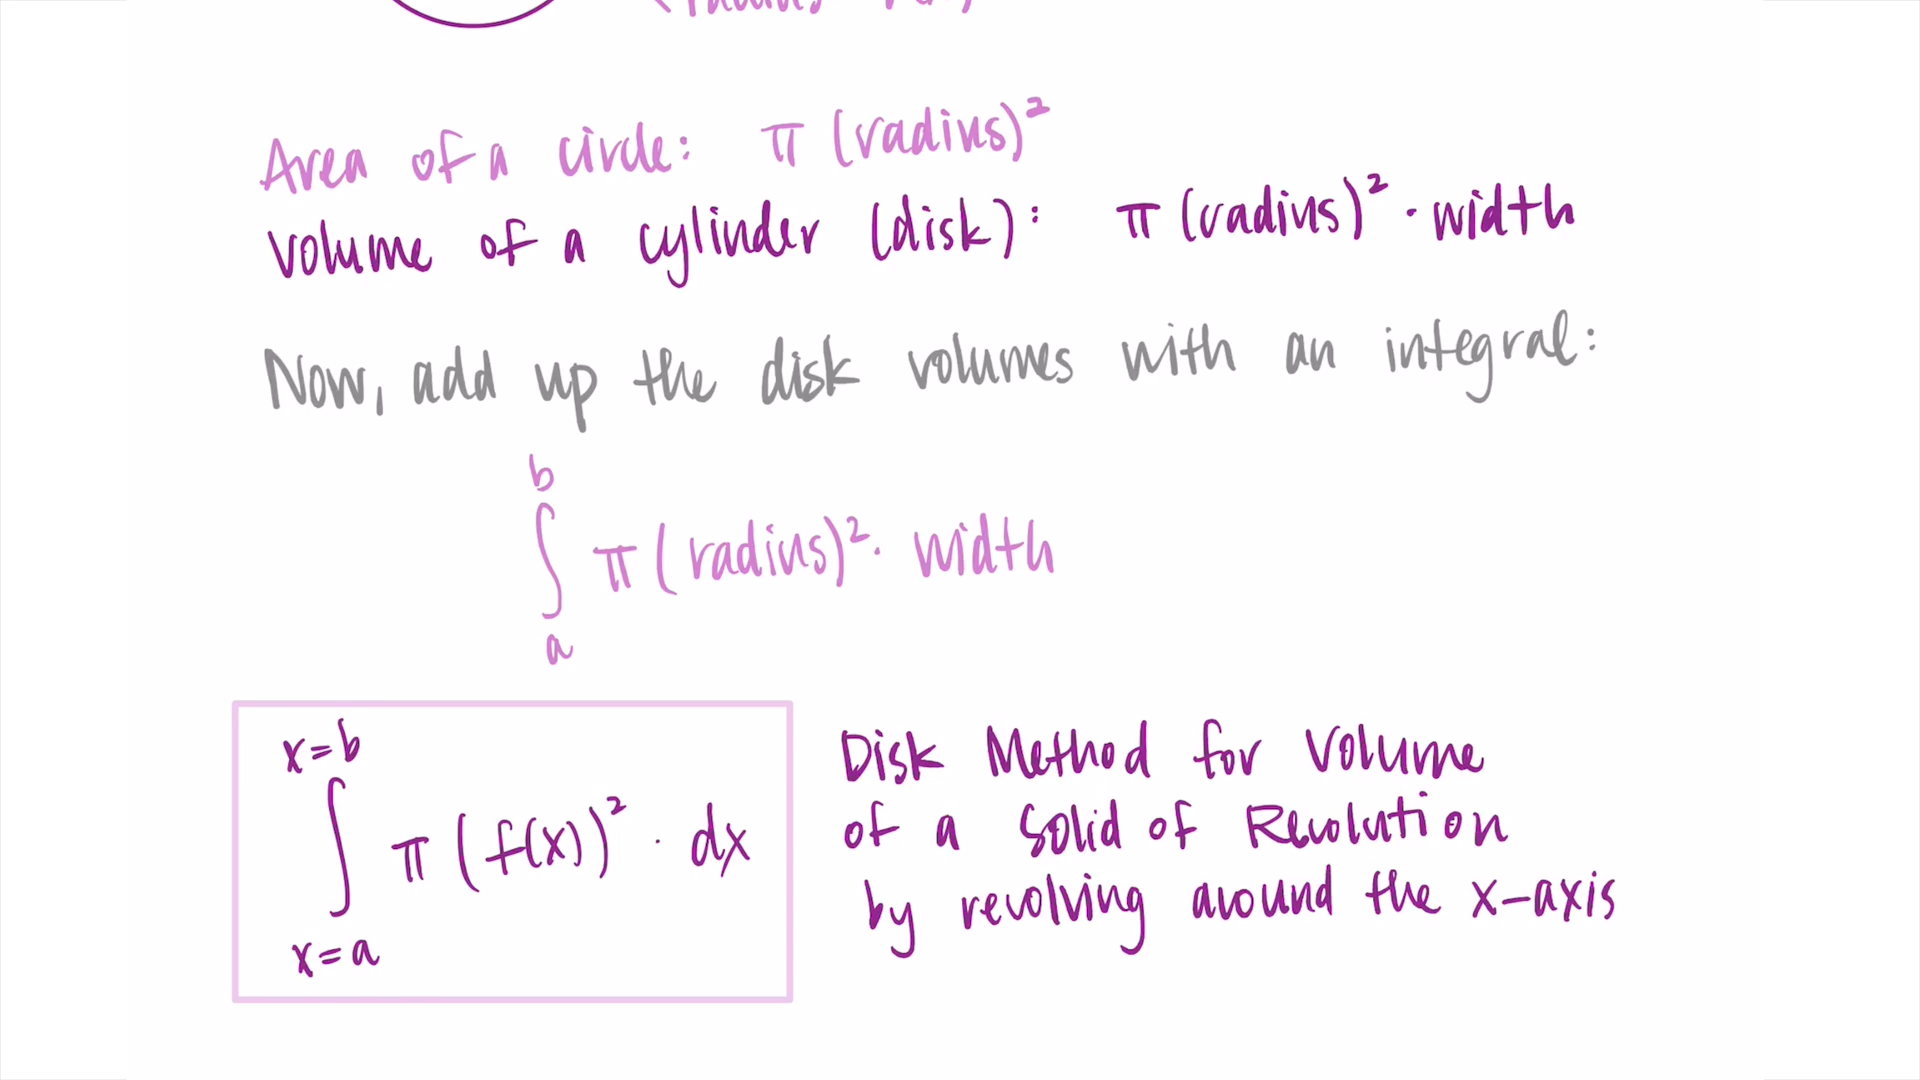 Area of a circle: π (radius)²
Volume of a cylinder (disk): π (radius)² · width
Now, add up the disk volumes with an integral:
b
∫ π (radius)² · width
a
x=b
∫ π (f(x))² · dx
x=a
Disk Method for Volume
of a Solid of Revolution
by revolving around the x-axis